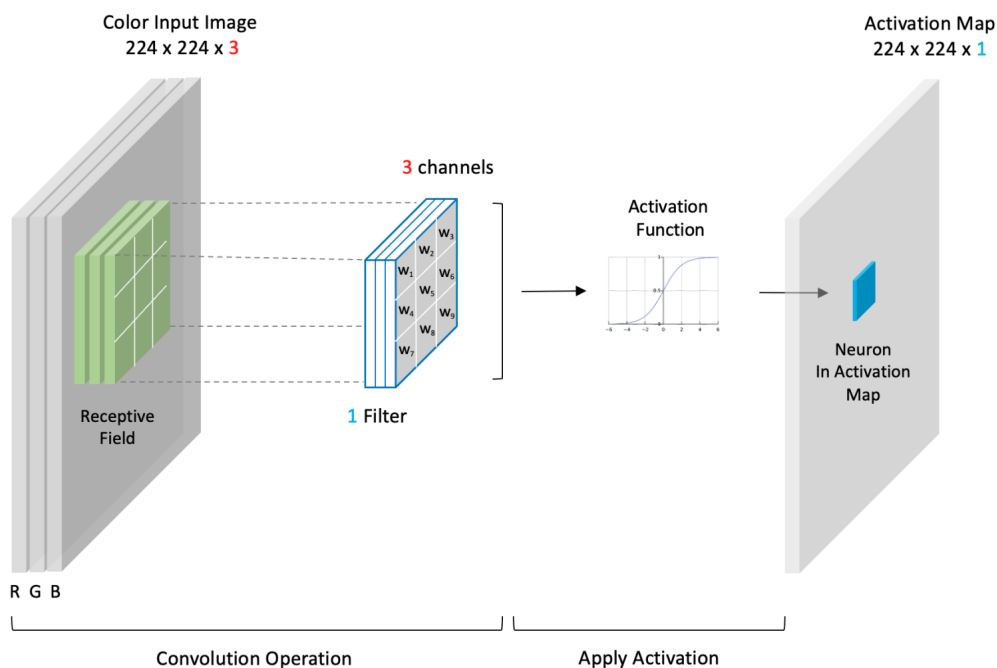 Color Input Image
224 x 224 x 3
Activation Map
224 x 224 x 1
3 channels
Activation
Function
W1
W2
W3
W4
W5
W6
W7
W8
W9
1
0.5
0
-6 -4 -2 0 2 4 6
Receptive
Field
1 Filter
Neuron
In Activation
Map
R G B
Convolution Operation
Apply Activation